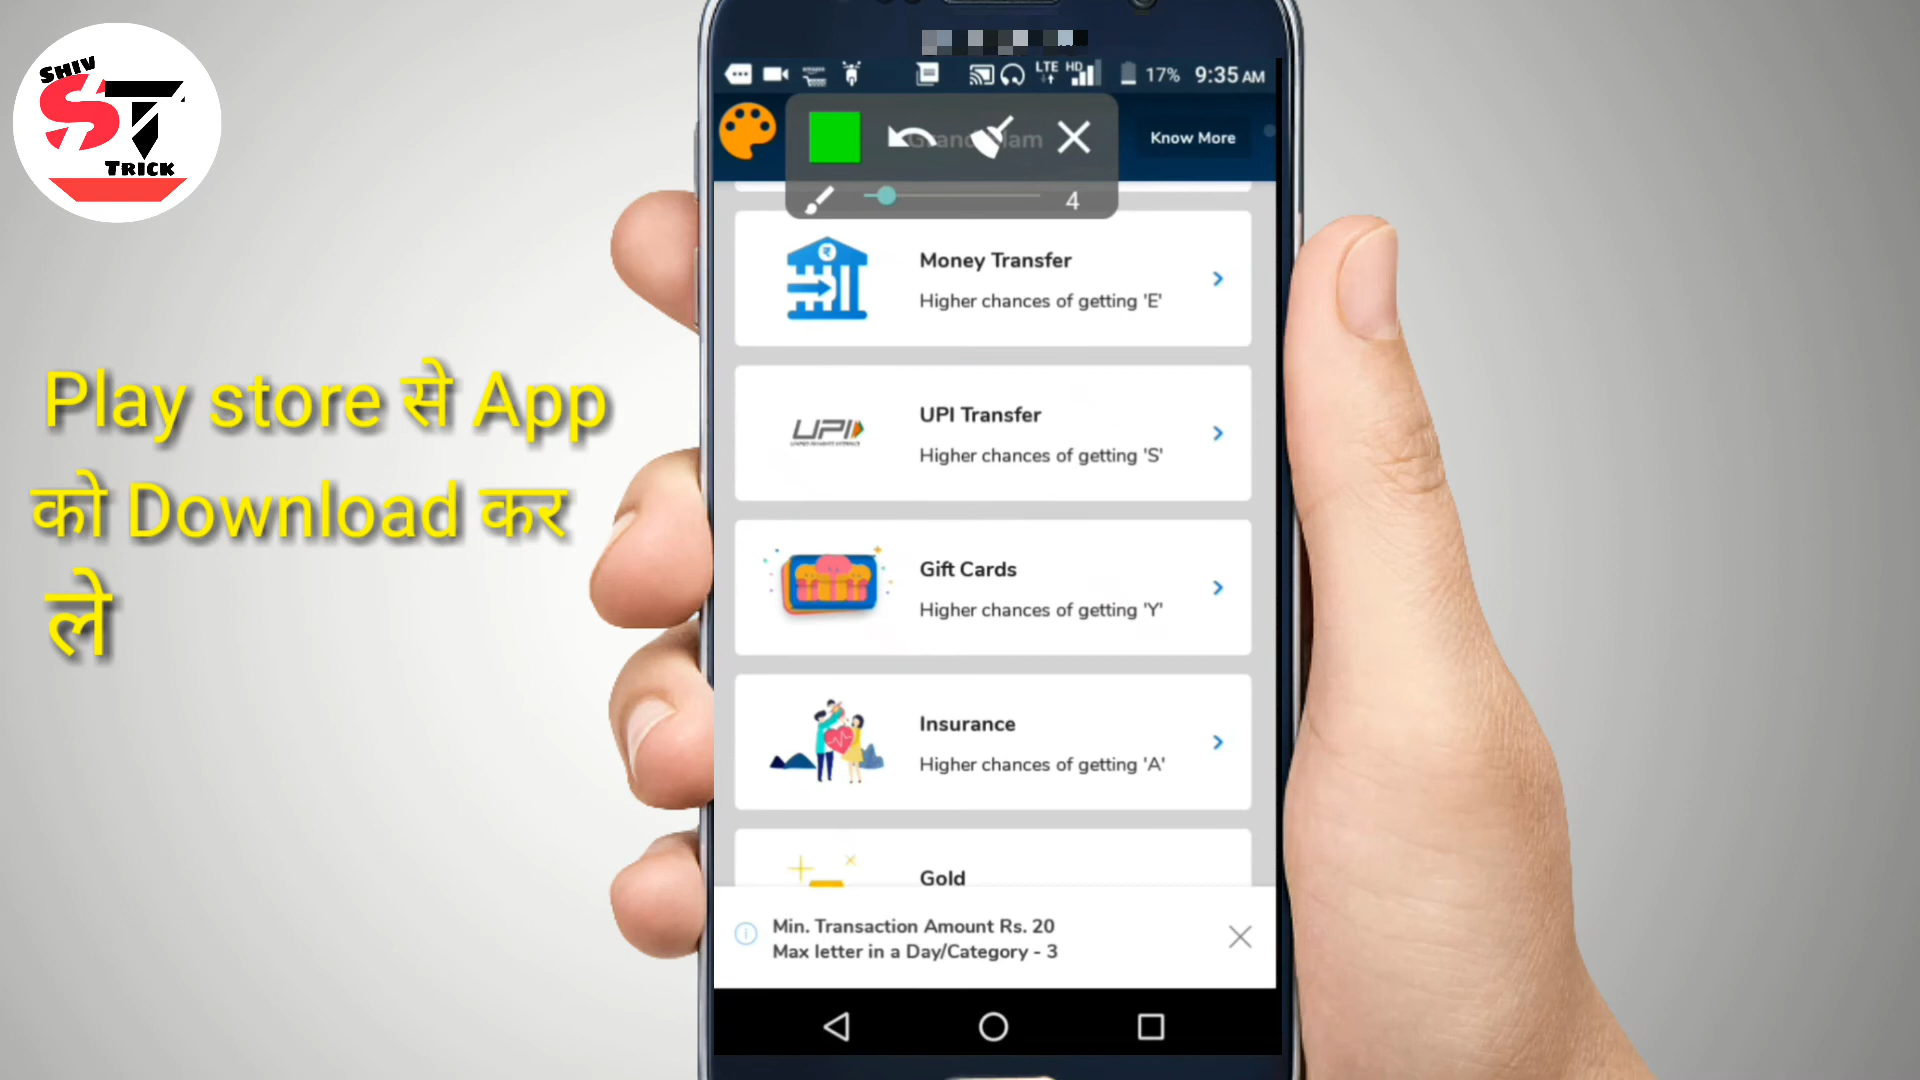 SHIV
ST
TRICK
Play store से App
को Download कर
ले
LTE HD 17% 9:35 AM
Know More
4
Money Transfer
Higher chances of getting 'E'
UPI
UPI Transfer
Higher chances of getting 'S'
Gift Cards
Higher chances of getting 'Y'
Insurance
Higher chances of getting 'A'
Gold
Min. Transaction Amount Rs. 20
Max letter in a Day/Category - 3